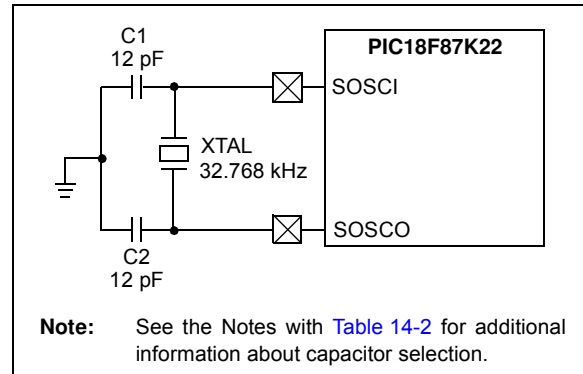 C1
12 pF
PIC18F87K22
SOSCI
XTAL
32.768 kHz
SOSCO
C2
12 pF
Note: See the Notes with Table 14-2 for additional
information about capacitor selection.